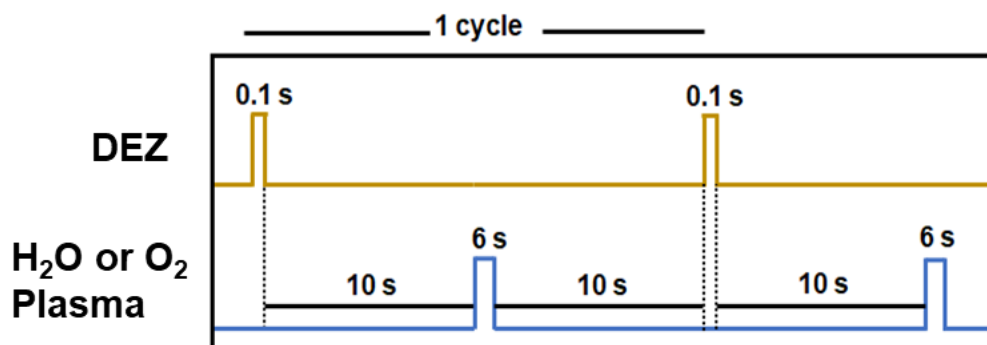 1 cycle
0.1 s
0.1 s
DEZ
6 s
6 s
H₂O or O₂
Plasma
10 s
10 s
10 s